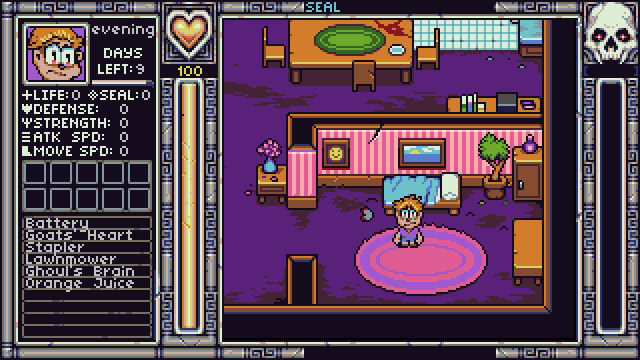 SEAL
evening
DAYS
LEFT:9
100
LIFE:0 SEAL:0
DEFENSE: 0
STRENGTH: 0
ATK SPD: 0
MOVE SPD: 0
Battery
Goats Heart
Stapler
Lawnmower
Ghoul's Brain
Orange Juice